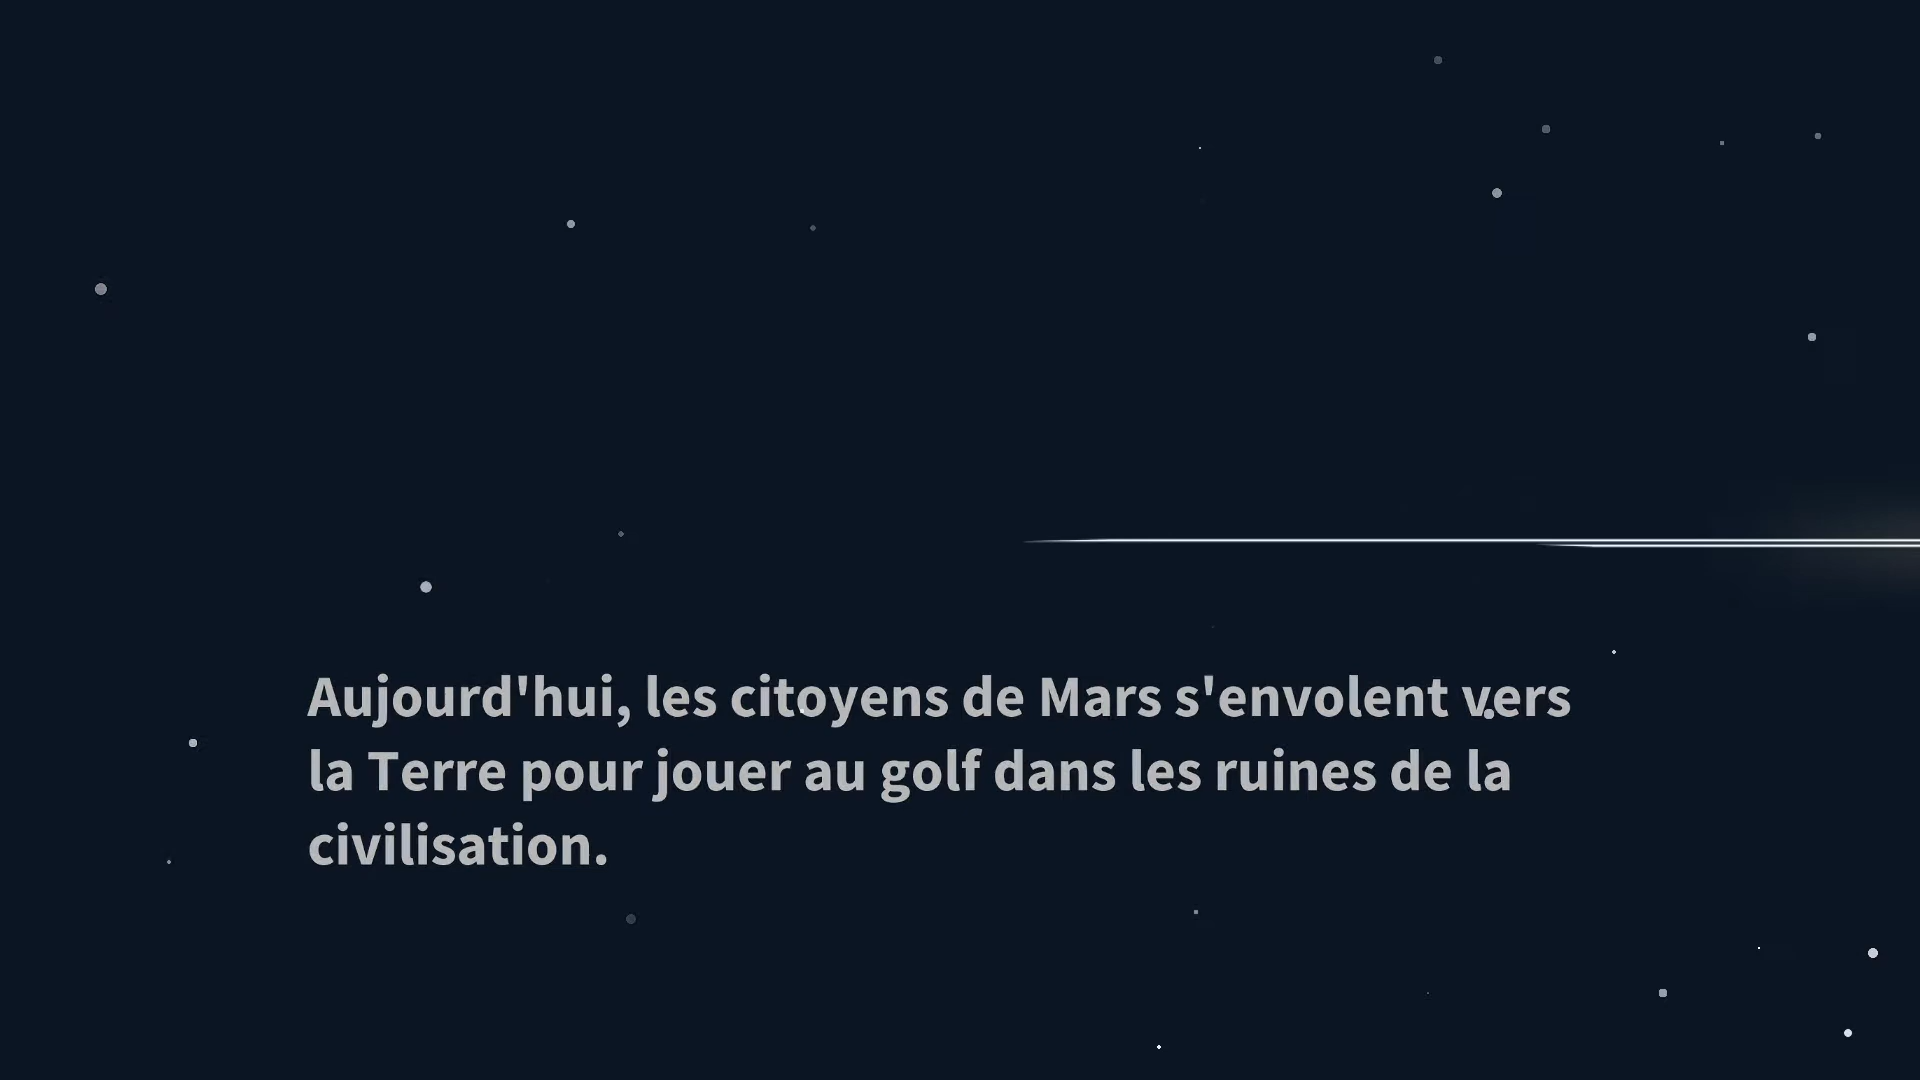 Aujourd'hui, les citoyens de Mars s'envolent vers
la Terre pour jouer au golf dans les ruines de la
civilisation.